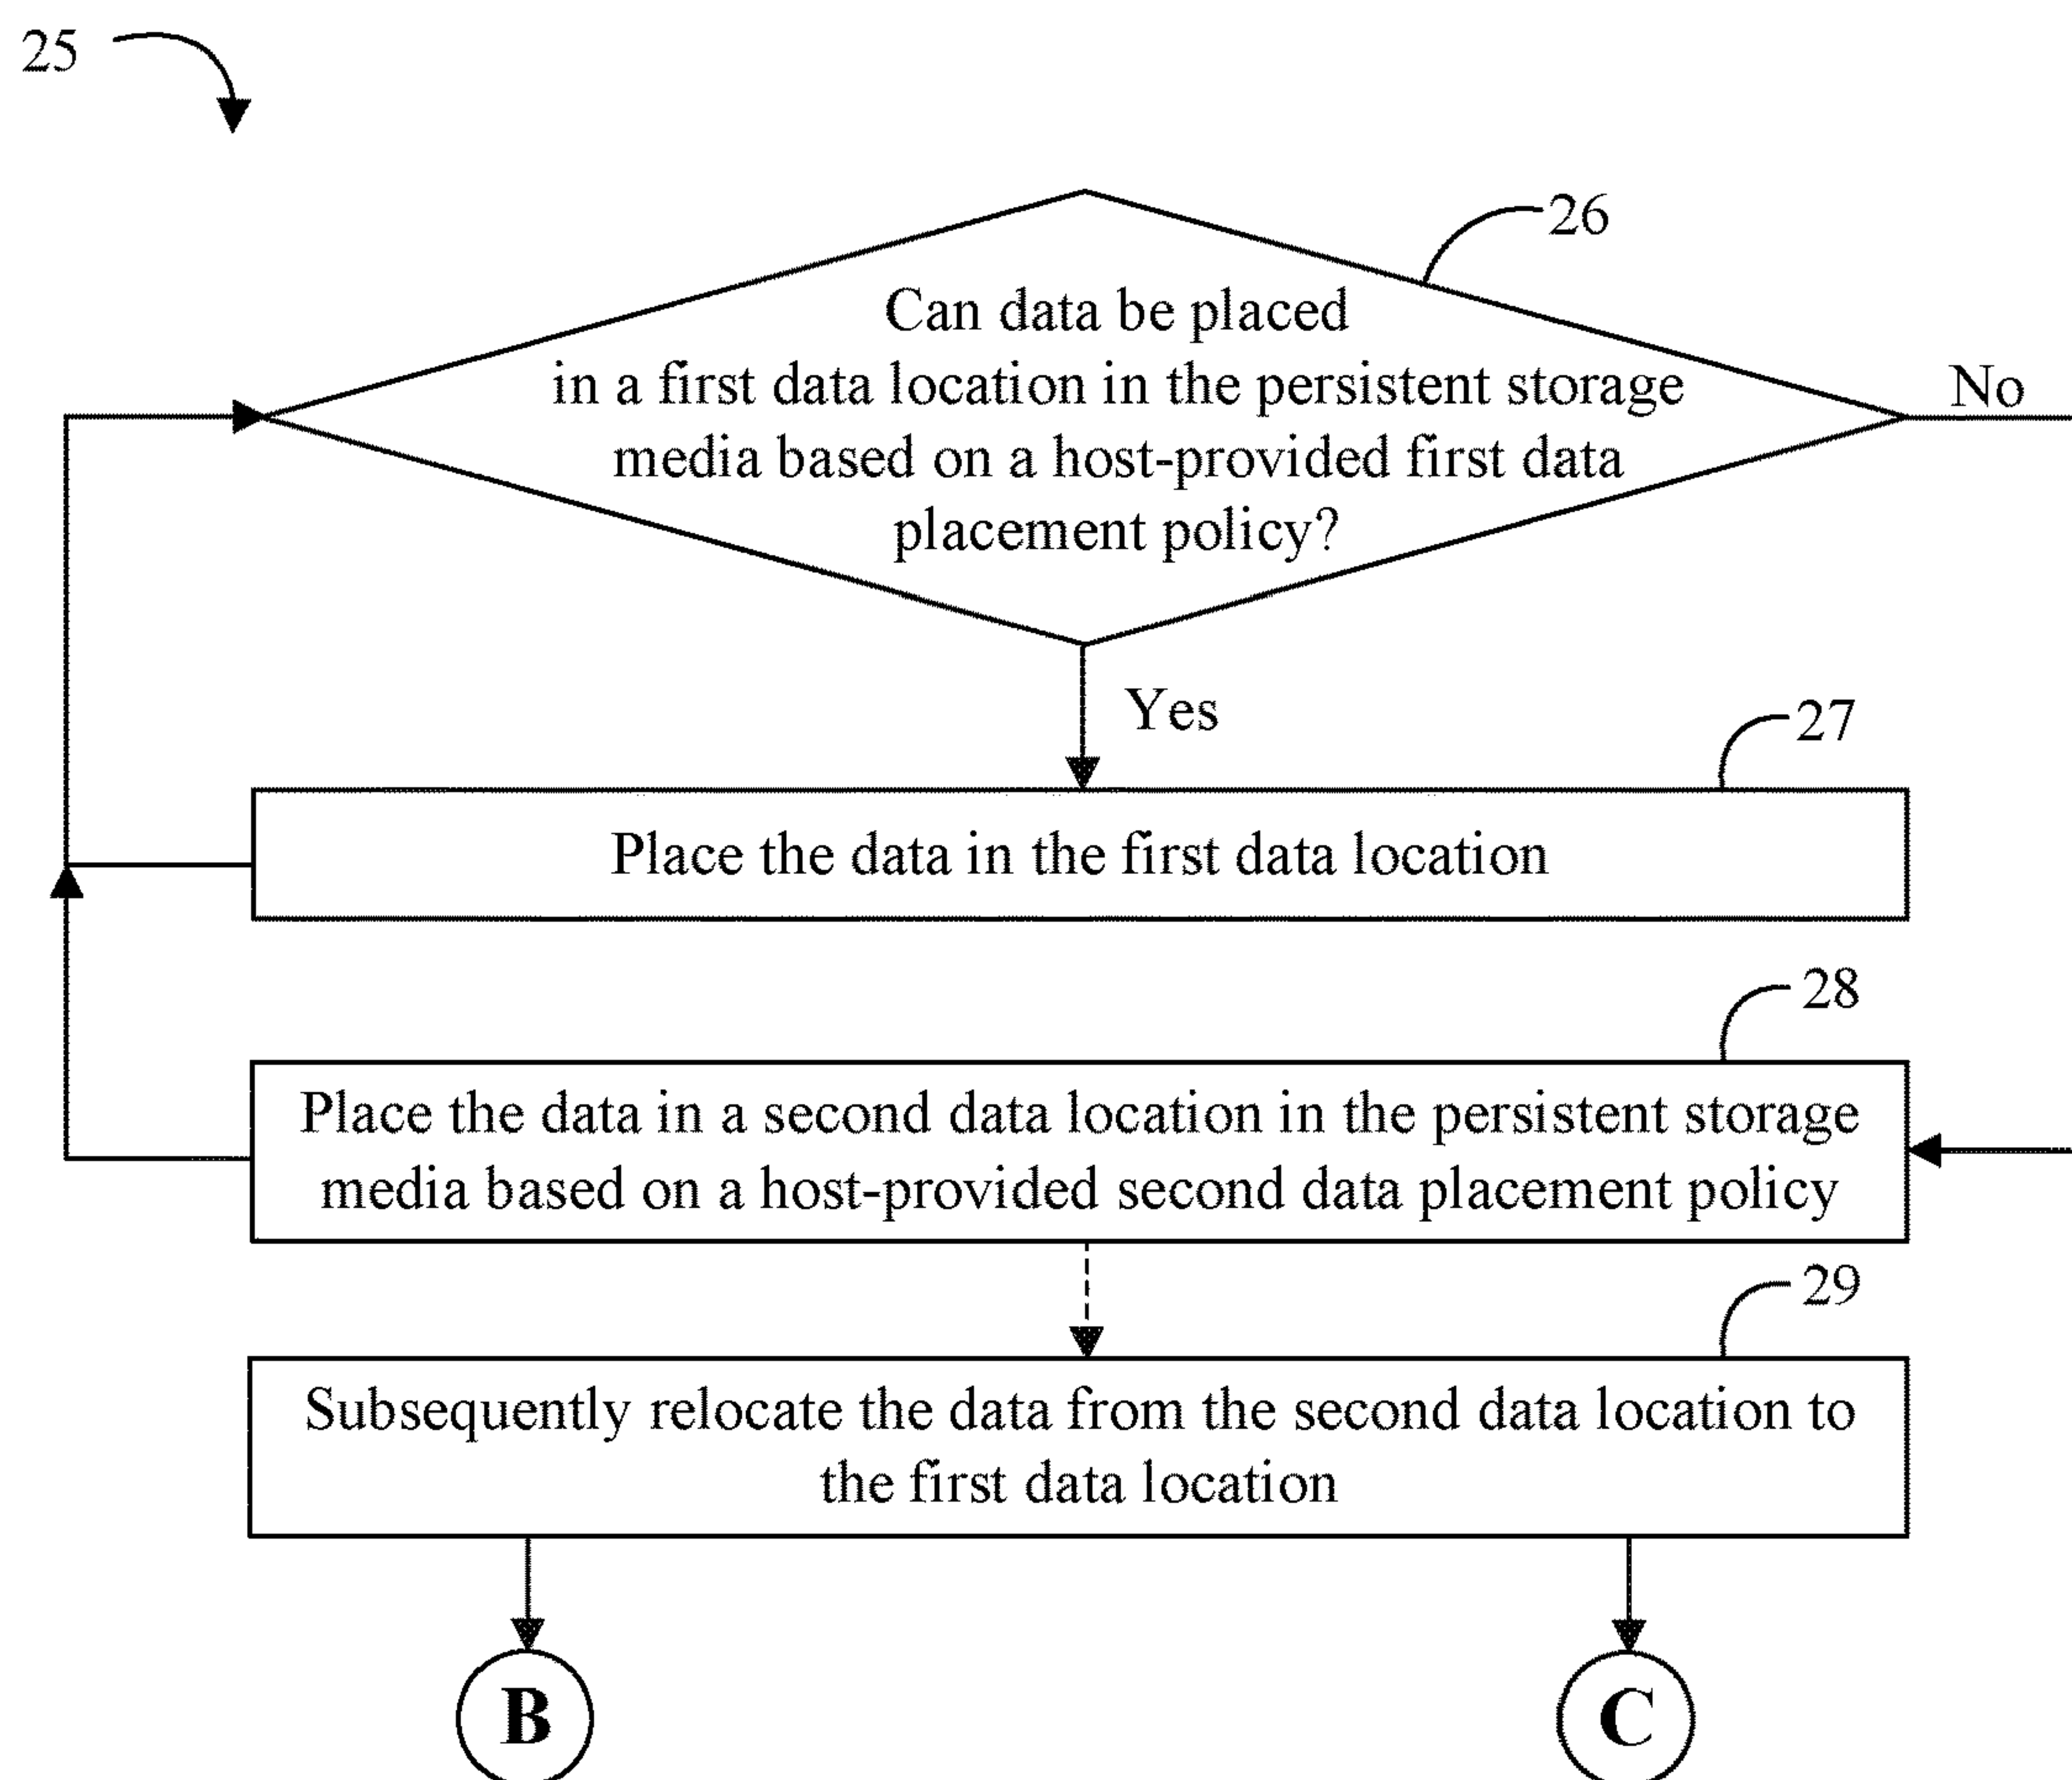 25
26
Can data be placed
in a first data location in the persistent storage
media based on a host-provided first data
placement policy?
No
Yes
27
Place the data in the first data location
28
Place the data in a second data location in the persistent storage
media based on a host-provided second data placement policy
29
Subsequently relocate the data from the second data location to
the first data location
B
C